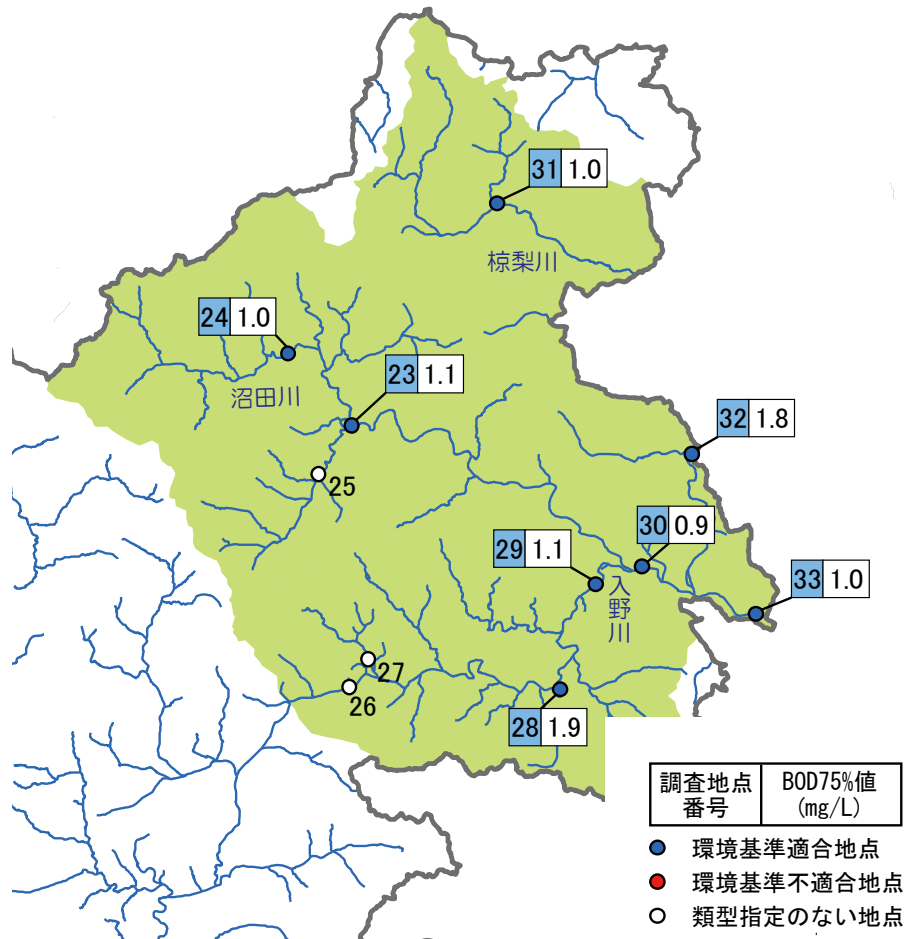 31 1.0
椋梨川
24 1.0
沼田川
23 1.1
32 1.8
25
30 0.9
29 1.1
入野川
33 1.0
27
26
28 1.9
調査地点番号
BOD75%値
(mg/L)
環境基準適合地点
環境基準不適合地点
類型指定のない地点